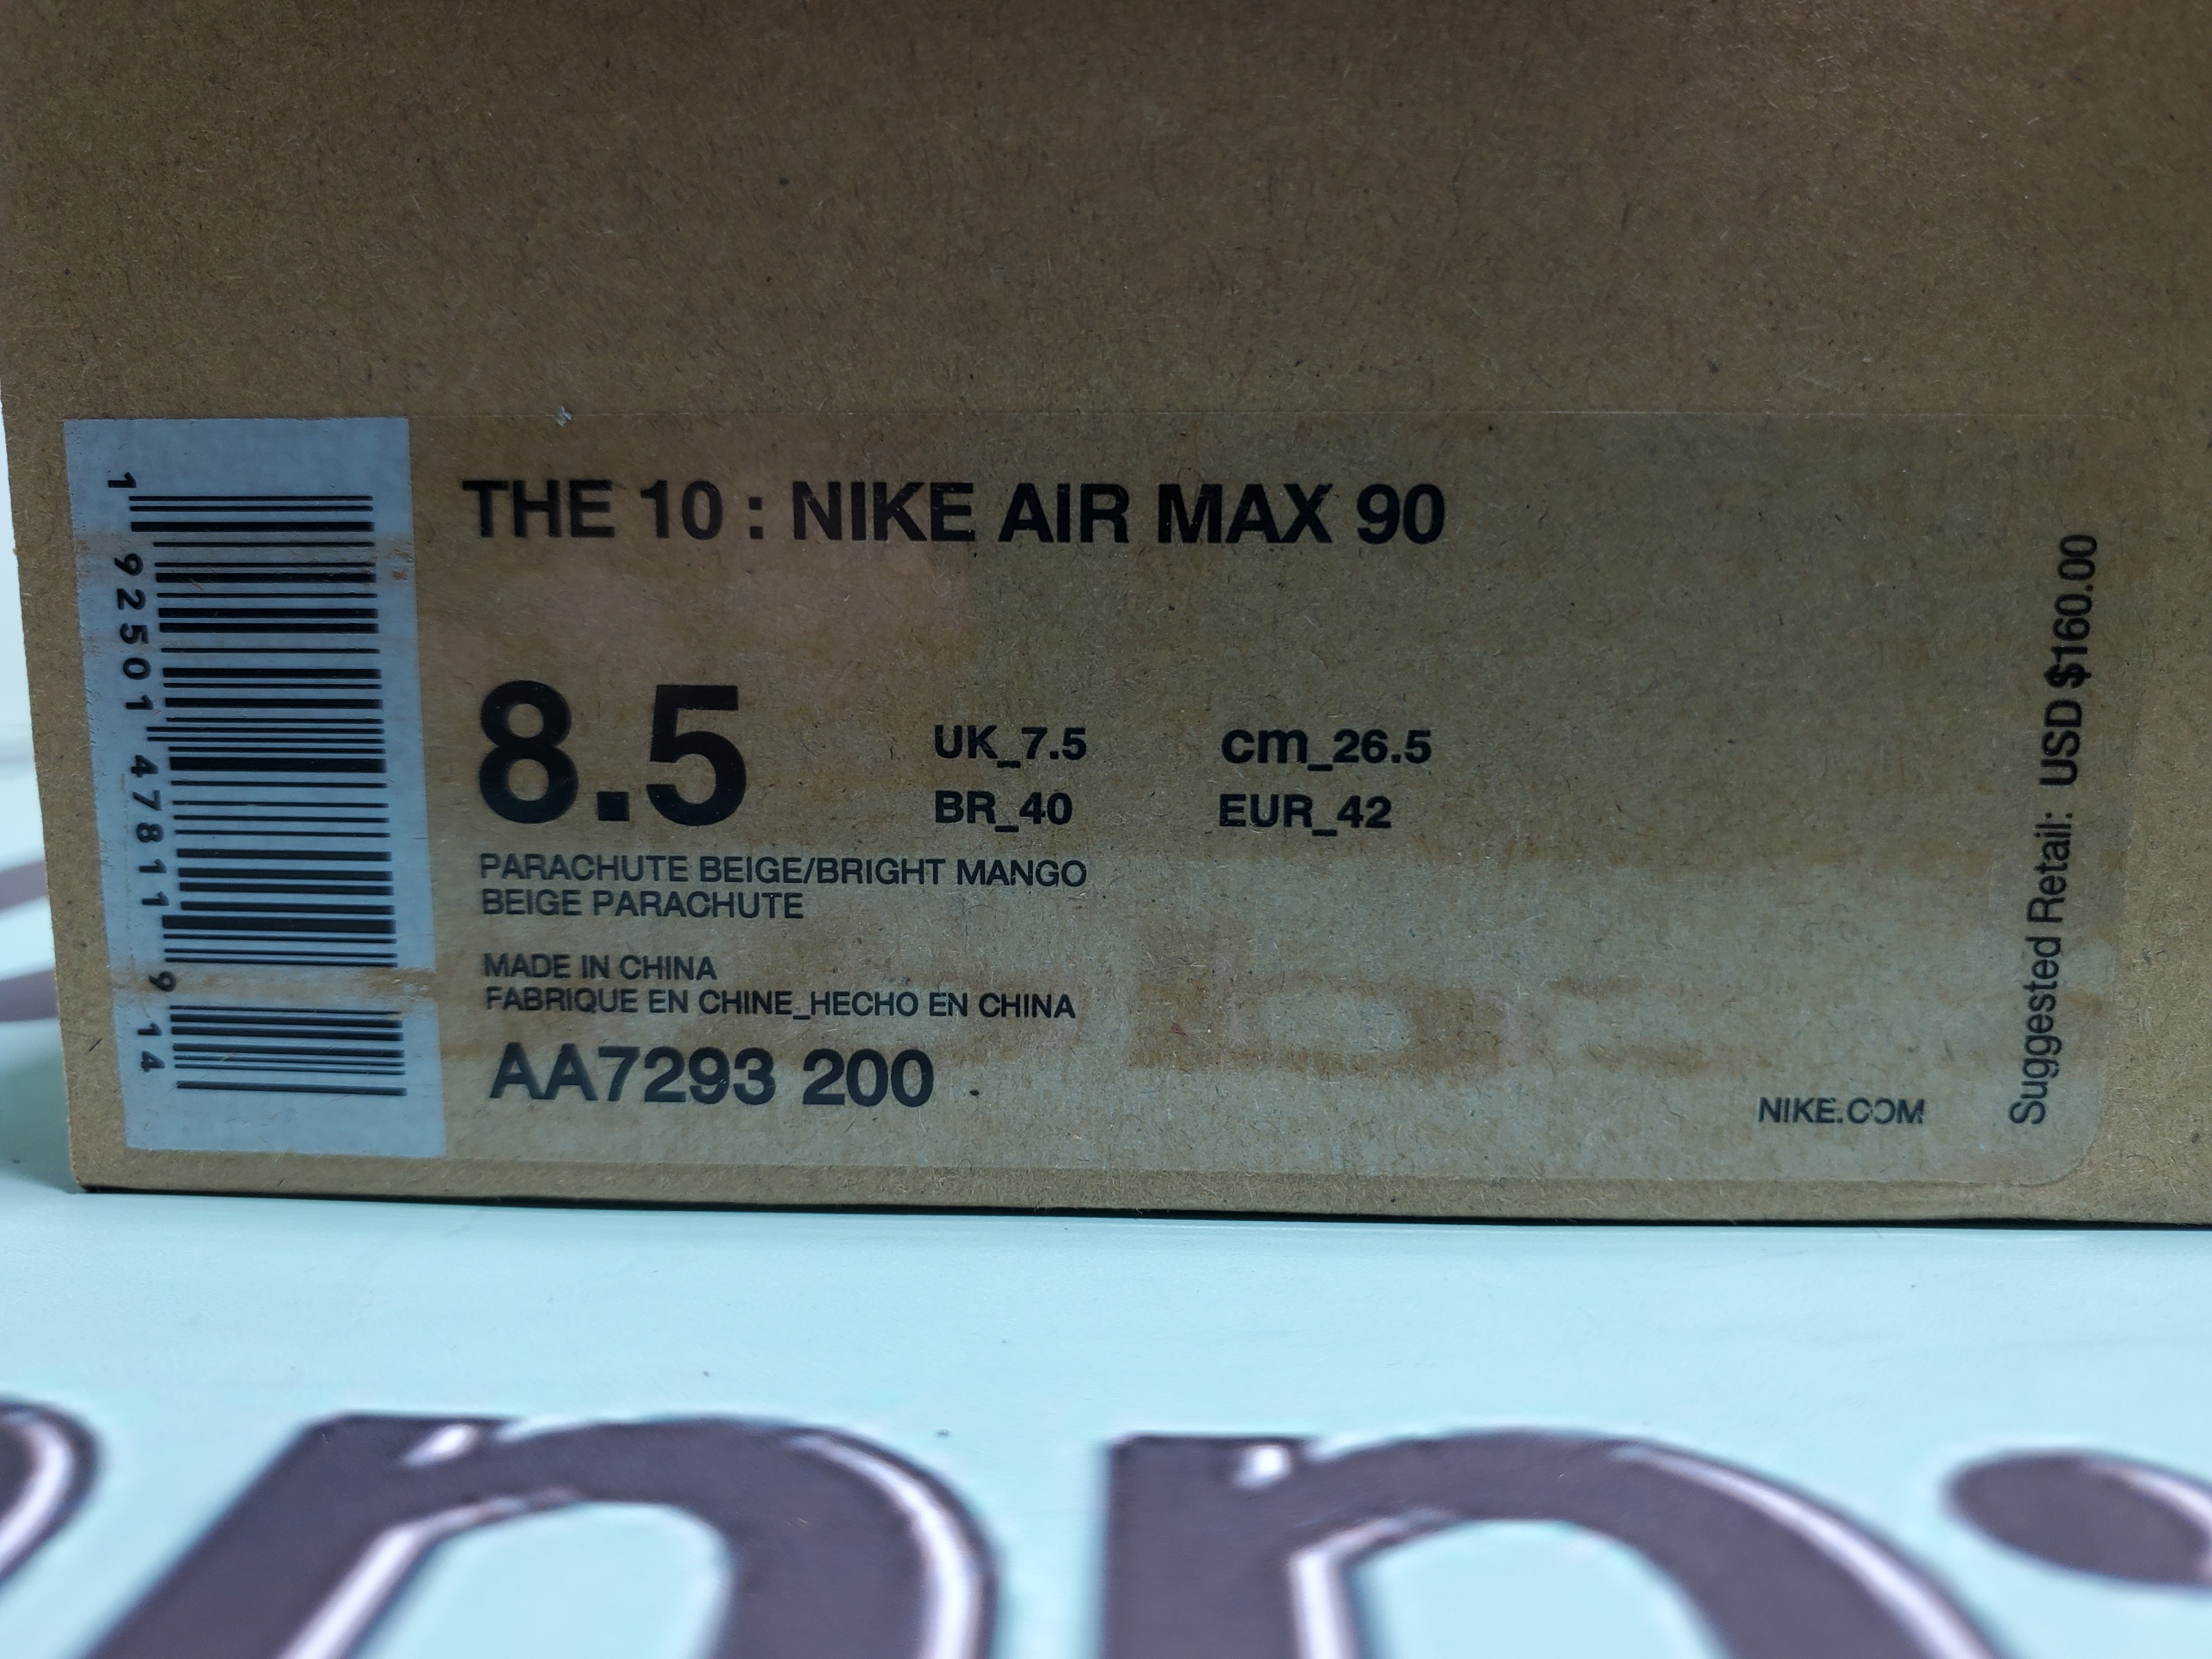 THE 10 : NIKE AIR MAX 90
8.5
UK_7.5 cm_26.5
BR_40 EUR_42
PARACHUTE BEIGE/BRIGHT MANGO
BEIGE PARACHUTE
MADE IN CHINA
FABRIQUE EN CHINE_HECHO EN CHINA
AA7293 200
NIKE.COM
Suggested Retail: USD $160.00
1 92501 47811 9 14